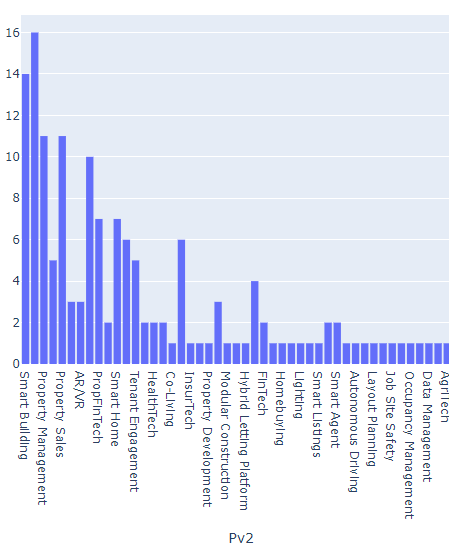 16
14
12
10
8
6
4
2
0
Smart Building
Property Management
Property Sales
AR/VR
PropFinTech
Smart Home
Tenant Engagement
HealthTech
Co-Living
InsurTech
Property Development
Modular Construction
Hybrid Letting Platform
FinTech
Homebuying
Lighting
Smart Listings
Smart Agent
Autonomous Driving
Layout Planning
Job Site Safety
Occupancy Management
Data Management
AgriTech
Pv2